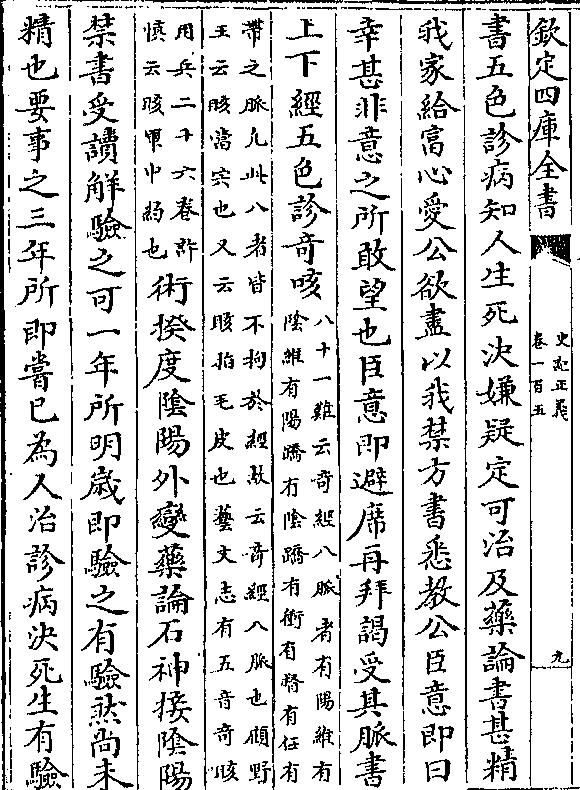 欽定四庫全書
史記正義
卷一百五
九
書五色診病知人生死決嫌疑定可治及藥論書甚精
我家給富心愛公欲盡以我禁方書悉教公臣意即曰
幸甚非意之所敢望也臣意即避席再拜謁受其脈書
上下經五色診奇咳
八十一難云奇經八脈者有陽維有
陰維有陽蹻有陰蹻有衝有督有任有
帶之脈凡此八者皆不拘於經故云奇經八脈也顧野
王云胲當宍也又云胲指毛皮也藝文志有五音奇胲
用兵二十六卷許
慎云胲軍中約也
術揆度陰陽外變藥論石神接陰陽
禁書受讀解驗之可一年所明歲即驗之有驗然尚未
精也要事之三年所即嘗已為人治診病決死生有驗